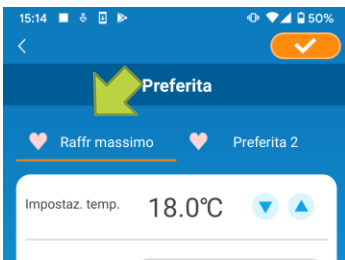 15:14 50%
Preferita
Raffr massimo Preferita 2
Impostaz. temp. 18.0°C